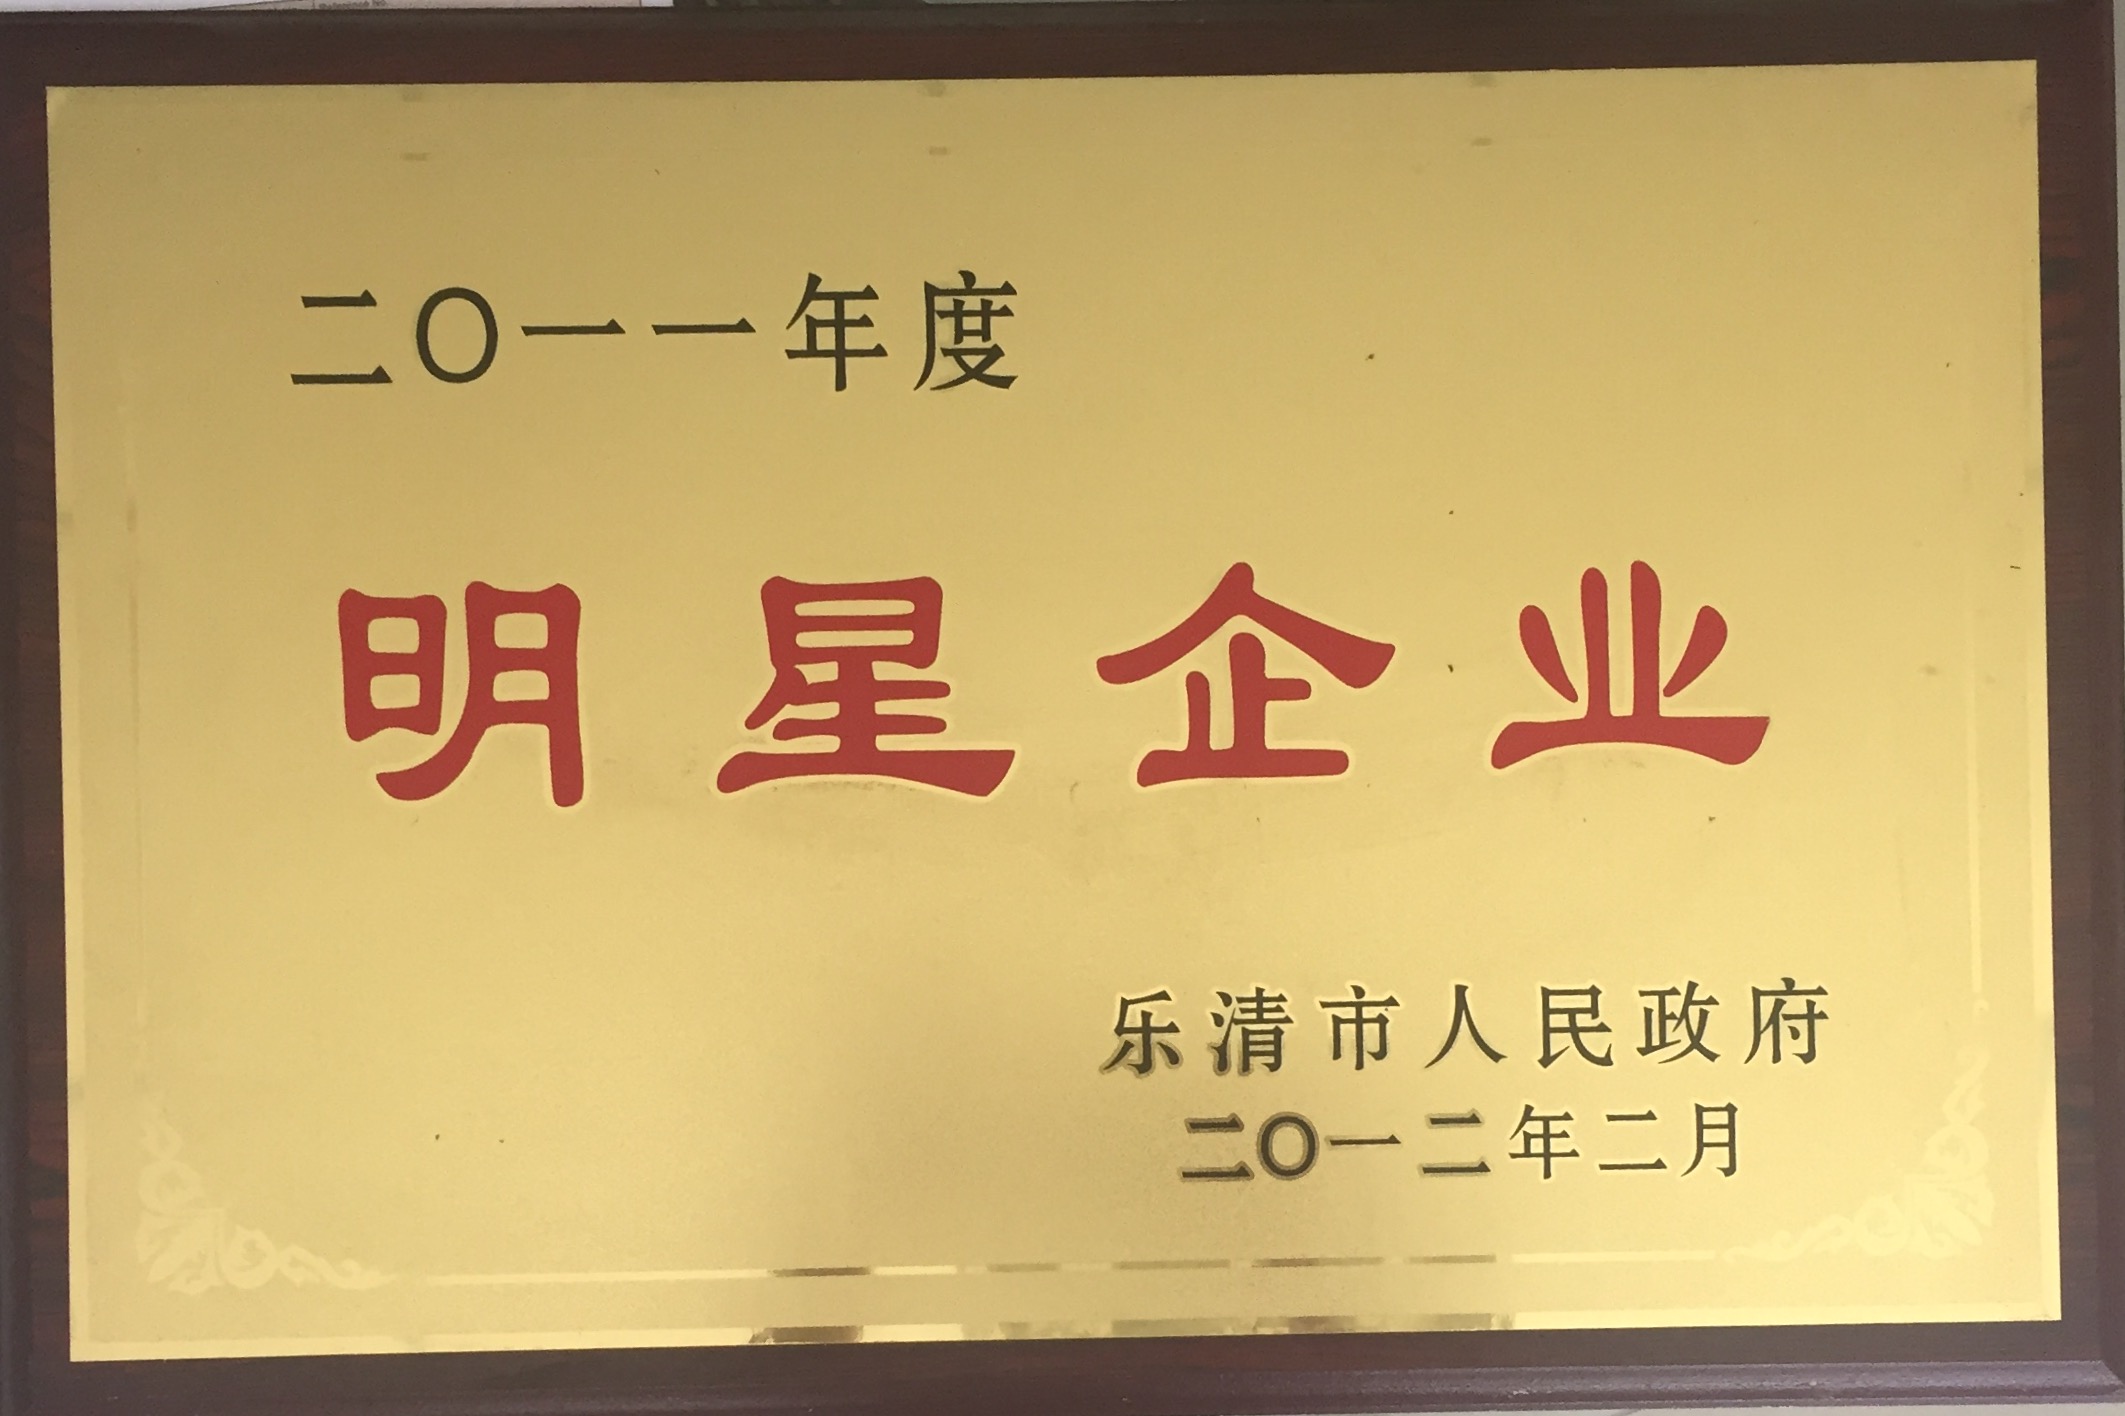 二〇一一年度
明星企业
乐清市人民政府
二〇一二年二月